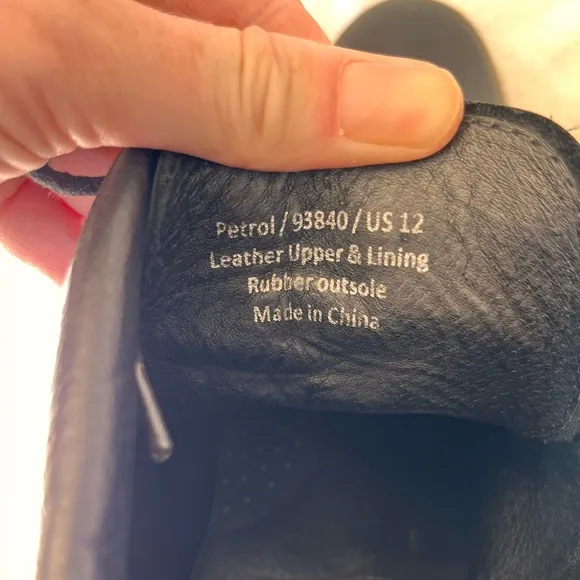 Petrol / 93840 / US 12
Leather Upper & Lining
Rubber outsole
Made in China